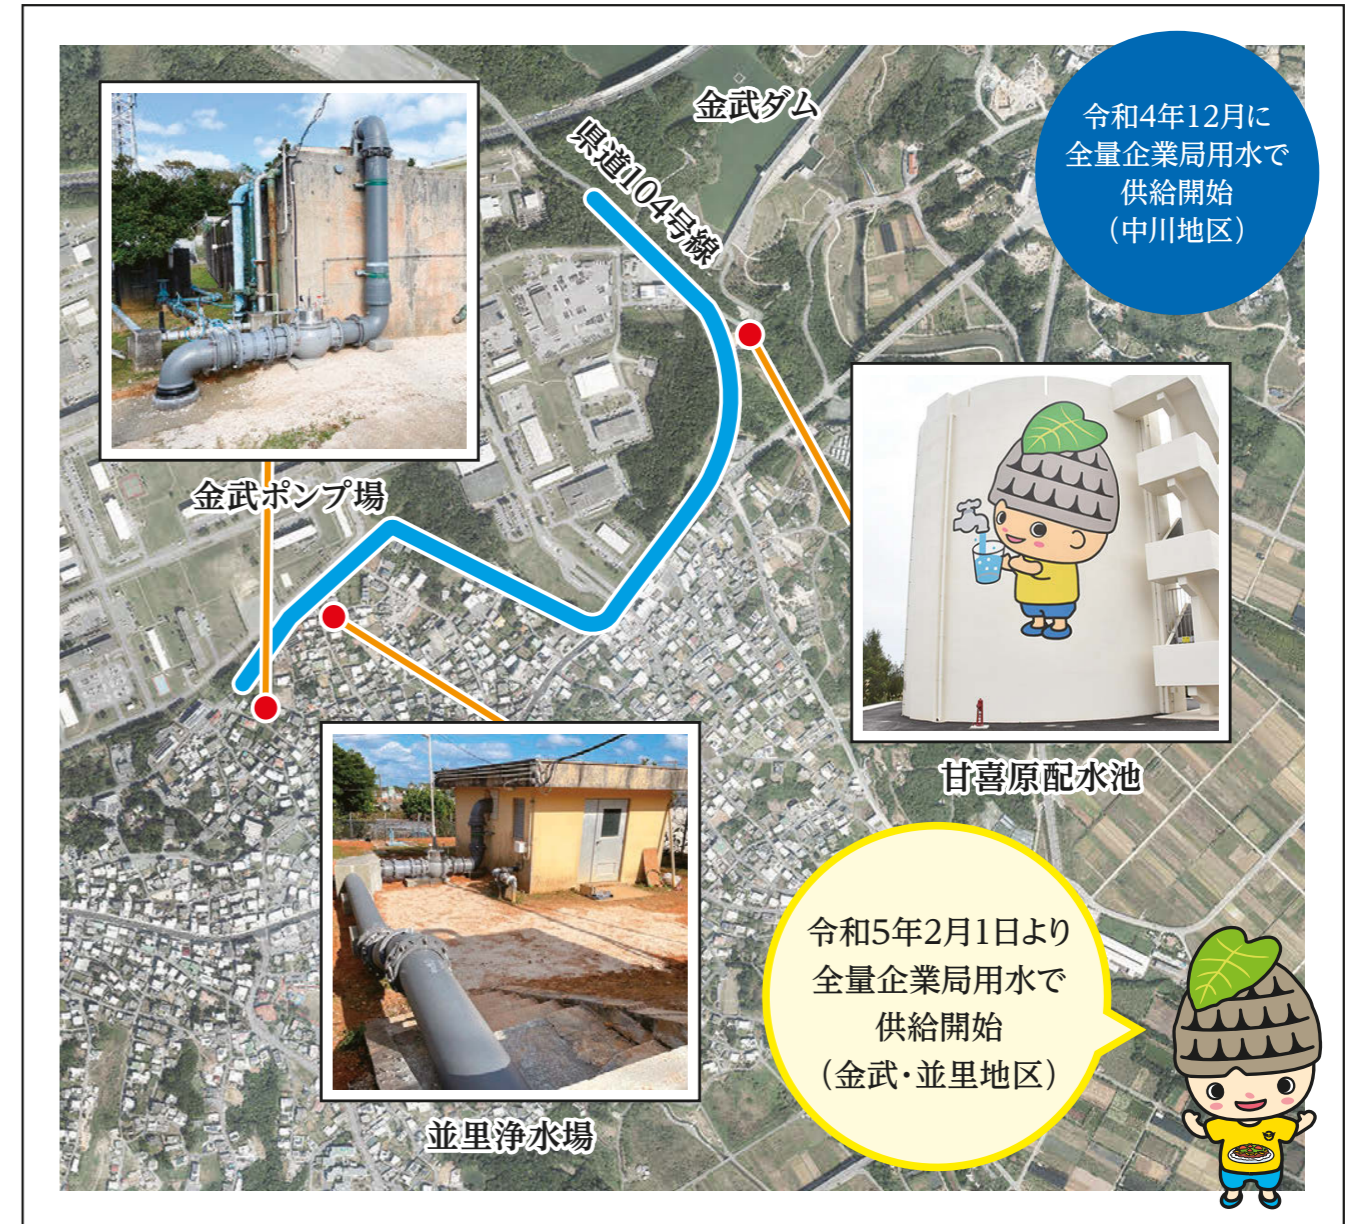 金武ダム
県道104号線
令和4年12月に
全量企業局用水で
供給開始
(中川地区)
金武ポンプ場
甘喜原配水池
令和5年2月1日より
全量企業局用水で
供給開始
(金武・並里地区)
並里浄水場